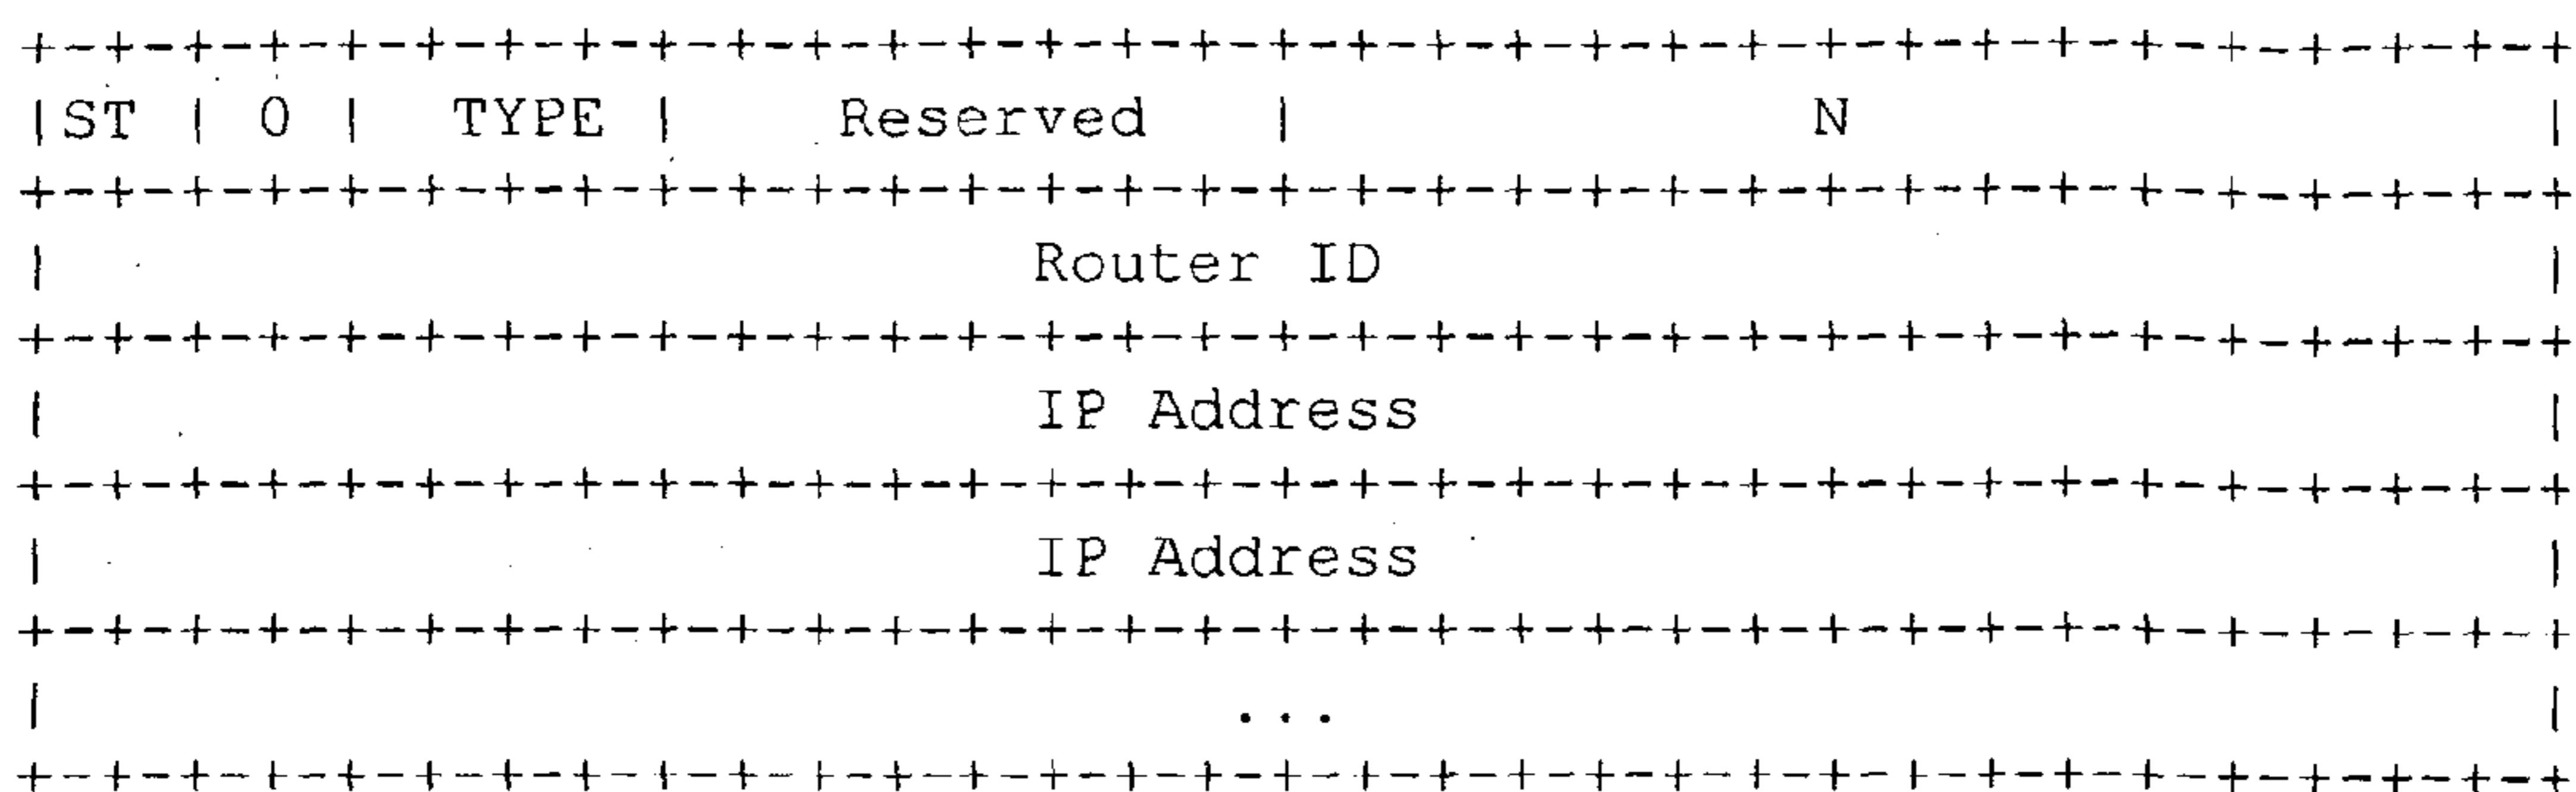 +-+-+-+-+-+-+-+-+-+-+-+-+-+-+-+-+-+-+-+-+-+-+-+-+-+-+-+-+-+-+-+-+
|ST | 0 |  TYPE |    Reserved   |              N                |
+-+-+-+-+-+-+-+-+-+-+-+-+-+-+-+-+-+-+-+-+-+-+-+-+-+-+-+-+-+-+-+-+
|                         Router ID                             |
+-+-+-+-+-+-+-+-+-+-+-+-+-+-+-+-+-+-+-+-+-+-+-+-+-+-+-+-+-+-+-+-+
|                         IP Address                            |
+-+-+-+-+-+-+-+-+-+-+-+-+-+-+-+-+-+-+-+-+-+-+-+-+-+-+-+-+-+-+-+-+
|                         IP Address                            |
+-+-+-+-+-+-+-+-+-+-+-+-+-+-+-+-+-+-+-+-+-+-+-+-+-+-+-+-+-+-+-+-+
|                              ...                              |
+-+-+-+-+-+-+-+-+-+-+-+-+-+-+-+-+-+-+-+-+-+-+-+-+-+-+-+-+-+-+-+-+